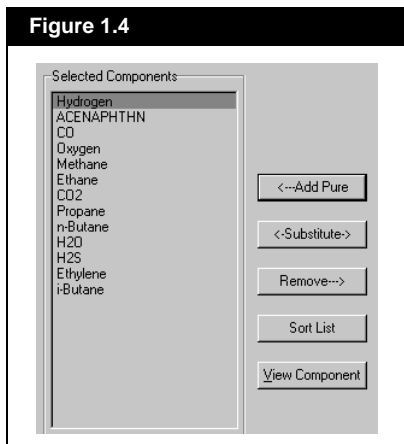 Figure 1.4
Selected Components
Hydrogen
ACENAPHTHN
CO
Oxygen
Methane
Ethane
CO2
Propane
n-Butane
H2O
H2S
Ethylene
i-Butane
<---Add Pure
<-Substitute->
Remove--->
Sort List
View Component